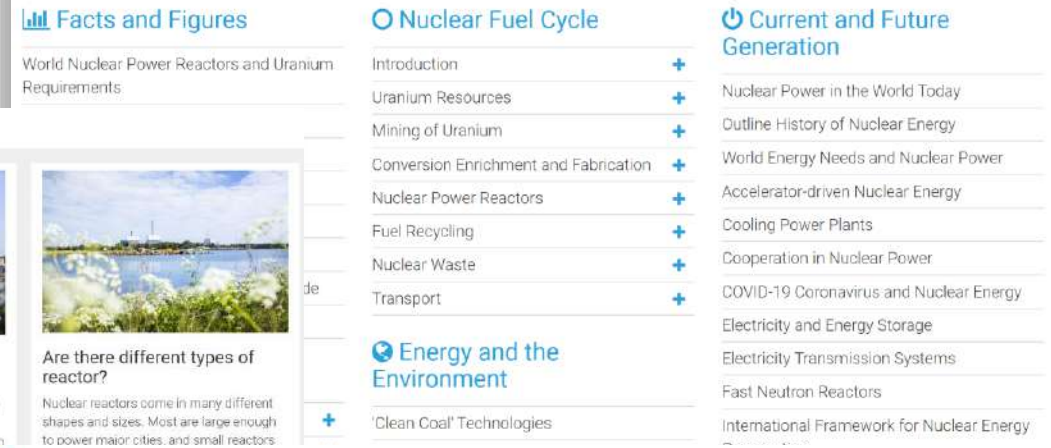 Facts and Figures
World Nuclear Power Reactors and Uranium
Requirements
de
Are there different types of
reactor?
Nuclear reactors come in many different
shapes and sizes. Most are large enough
to power major cities, and small reactors
Nuclear Fuel Cycle
Introduction
Uranium Resources
Mining of Uranium
Conversion Enrichment and Fabrication
Nuclear Power Reactors
Fuel Recycling
Nuclear Waste
Transport
Energy and the
Environment
'Clean Coal' Technologies
Current and Future
Generation
Nuclear Power in the World Today
Outline History of Nuclear Energy
World Energy Needs and Nuclear Power
Accelerator-driven Nuclear Energy
Cooling Power Plants
Cooperation in Nuclear Power
COVID-19 Coronavirus and Nuclear Energy
Electricity and Energy Storage
Electricity Transmission Systems
Fast Neutron Reactors
International Framework for Nuclear Energy